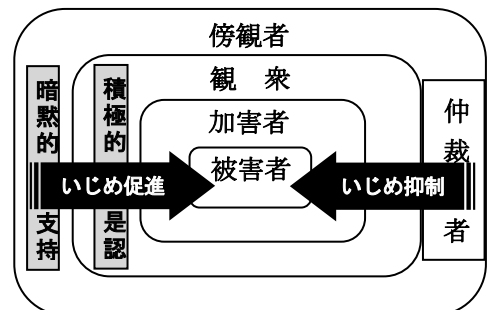 傍観者
観　衆
加害者
被害者
暗黙的支持
積極的是認
仲裁者
いじめ促進
いじめ抑制